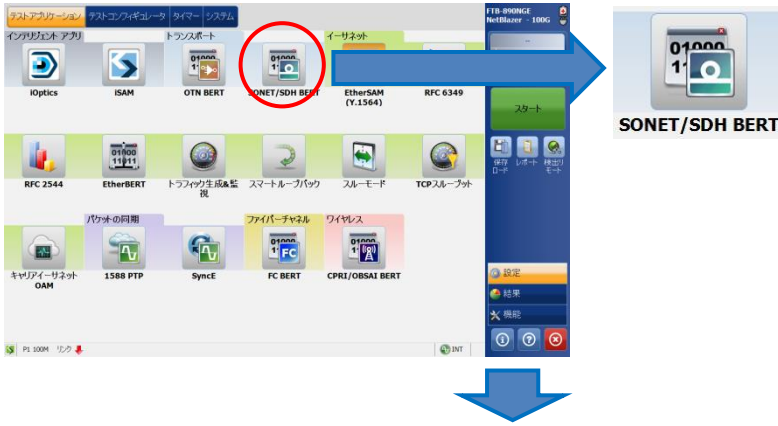 テストアプリケーション テストコンフィギュレータ タイマー システム
FTB-890NGE
NetBlazer - 100G
インテリジェント アプリ
トランスポート
イーサネット
iOptics
iSAM
OTN BERT
SONET/SDH BERT
EtherSAM
(Y.1564)
RFC 6349
スタート
保存
ロード
レポート
RFC 2544
EtherBERT
トラフィック生成&監
視
スマートループバック
スルーモード
TCPスループット
パケットの同期
ファイバーチャネル
ワイヤレス
キャリアイーサネット
OAM
1588 PTP
SyncE
FC BERT
CPRI/OBSAI BERT
設定
結果
機能
P1 100M リンク
INT
SONET/SDH BERT